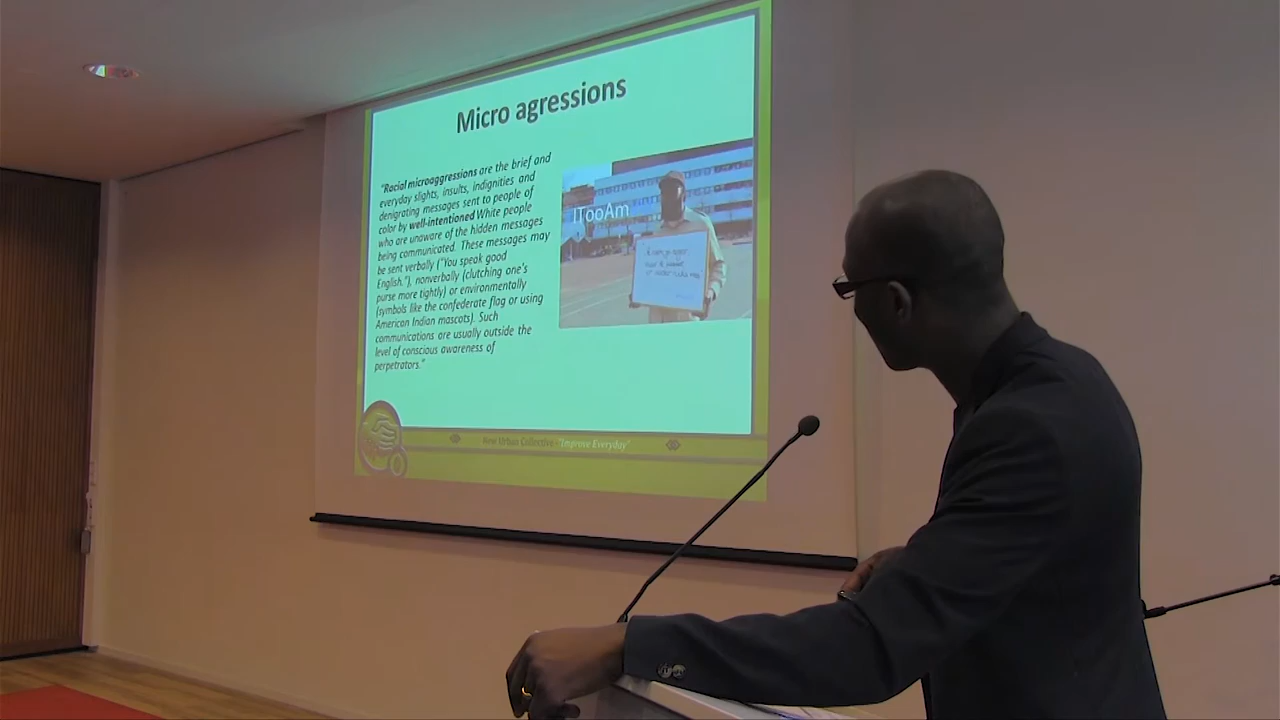 Micro agressions
"Racial microaggressions are the brief and
everyday slights, insults, indignities and
denigrating messages sent to people of
color by well-intentioned White people
who are unaware of the hidden messages
being communicated. These messages may
be sent verbally ("You speak good
English."), nonverbally (clutching one's
purse more tightly) or environmentally
(symbols like the confederate flag or using
American Indian mascots). Such
communications are usually outside the
level of conscious awareness of
perpetrators."
ITooAm
New Urban Collective - "Improve Everyday"